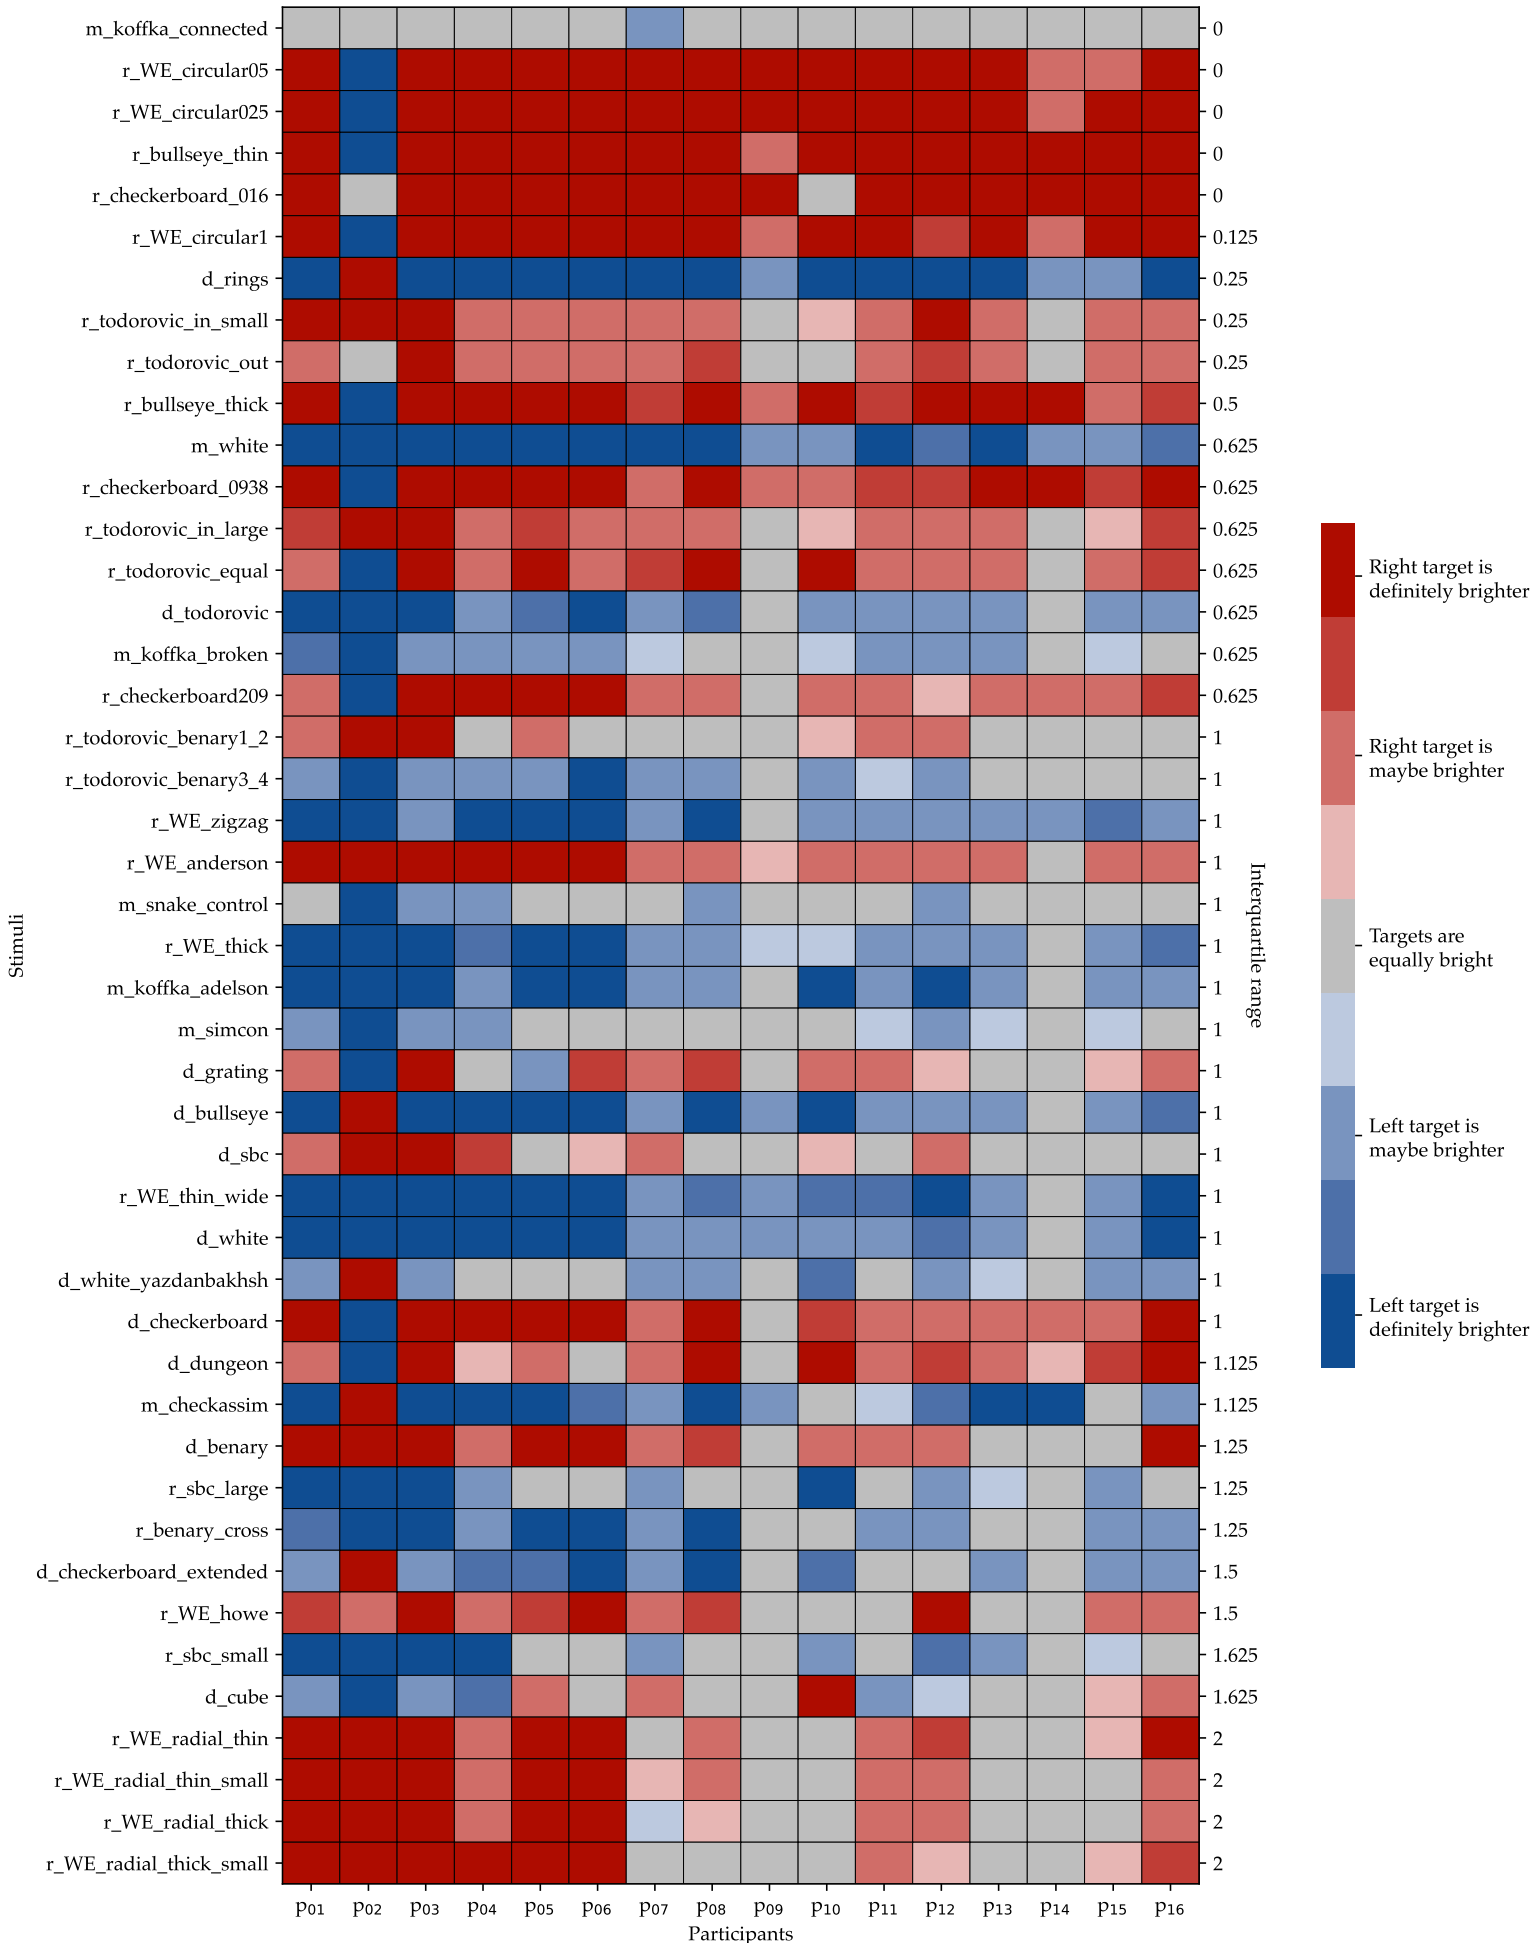 m_koffka_connected 0
r_WE_circular05 0
r_WE_circular025 0
r_bullseye_thin 0
r_checkerboard_016 0
r_WE_circular1 0.125
d_rings 0.25
r_todorovic_in_small 0.25
r_todorovic_out 0.25
r_bullseye_thick 0.5
m_white 0.625
r_checkerboard_0938 0.625
r_todorovic_in_large 0.625
r_todorovic_equal 0.625
d_todorovic 0.625
m_koffka_broken 0.625
r_checkerboard209 0.625
r_todorovic_benary1_2 1
r_todorovic_benary3_4 1
r_WE_zigzag 1
r_WE_anderson 1
m_snake_control 1
r_WE_thick 1
m_koffka_adelson 1
m_simcon 1
d_grating 1
d_bullseye 1
d_sbc 1
r_WE_thin_wide 1
d_white 1
d_white_yazdanbakhsh 1
d_checkerboard 1
d_dungeon 1.125
m_checkassim 1.125
d_benary 1.25
r_sbc_large 1.25
r_benary_cross 1.25
d_checkerboard_extended 1.5
r_WE_howe 1.5
r_sbc_small 1.625
d_cube 1.625
r_WE_radial_thin 2
r_WE_radial_thin_small 2
r_WE_radial_thick 2
r_WE_radial_thick_small 2
p01 p02 p03 p04 p05 p06 p07 p08 p09 p10 p11 p12 p13 p14 p15 p16
Participants
Stimuli
Interquartile range
Right target is
definitely brighter
Right target is
maybe brighter
Targets are
equally bright
Left target is
maybe brighter
Left target is
definitely brighter